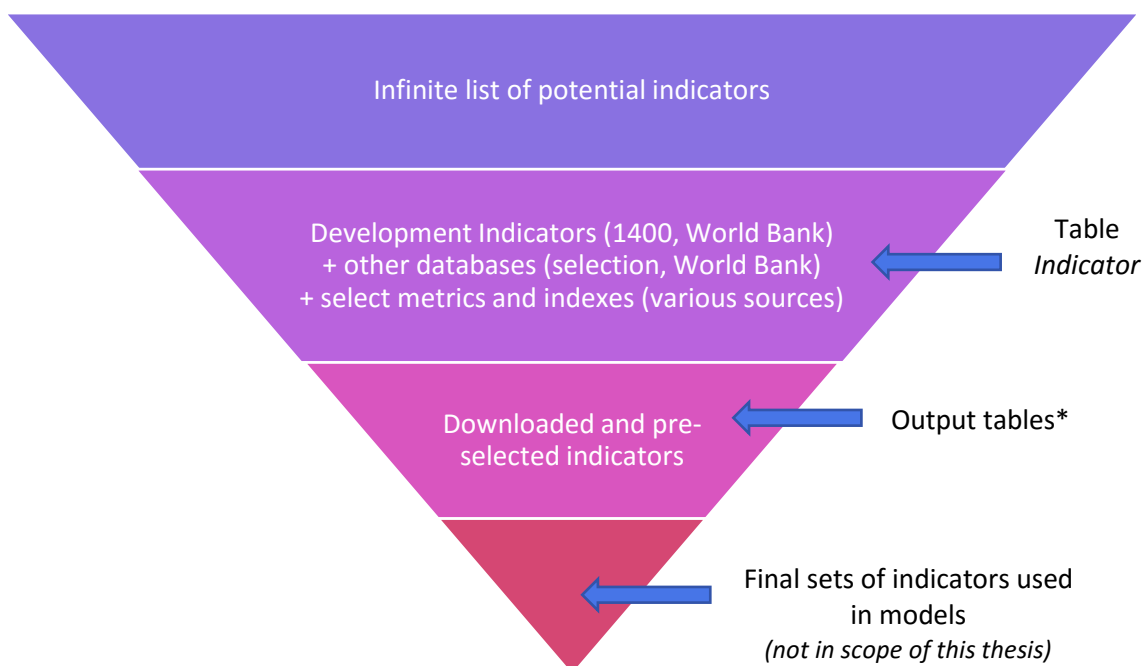 Infinite list of potential indicators
Development Indicators (1400, World Bank)
+ other databases (selection, World Bank)
+ select metrics and indexes (various sources)
Table
Indicator
Downloaded and pre-
selected indicators
Output tables*
Final sets of indicators used
in models
(not in scope of this thesis)